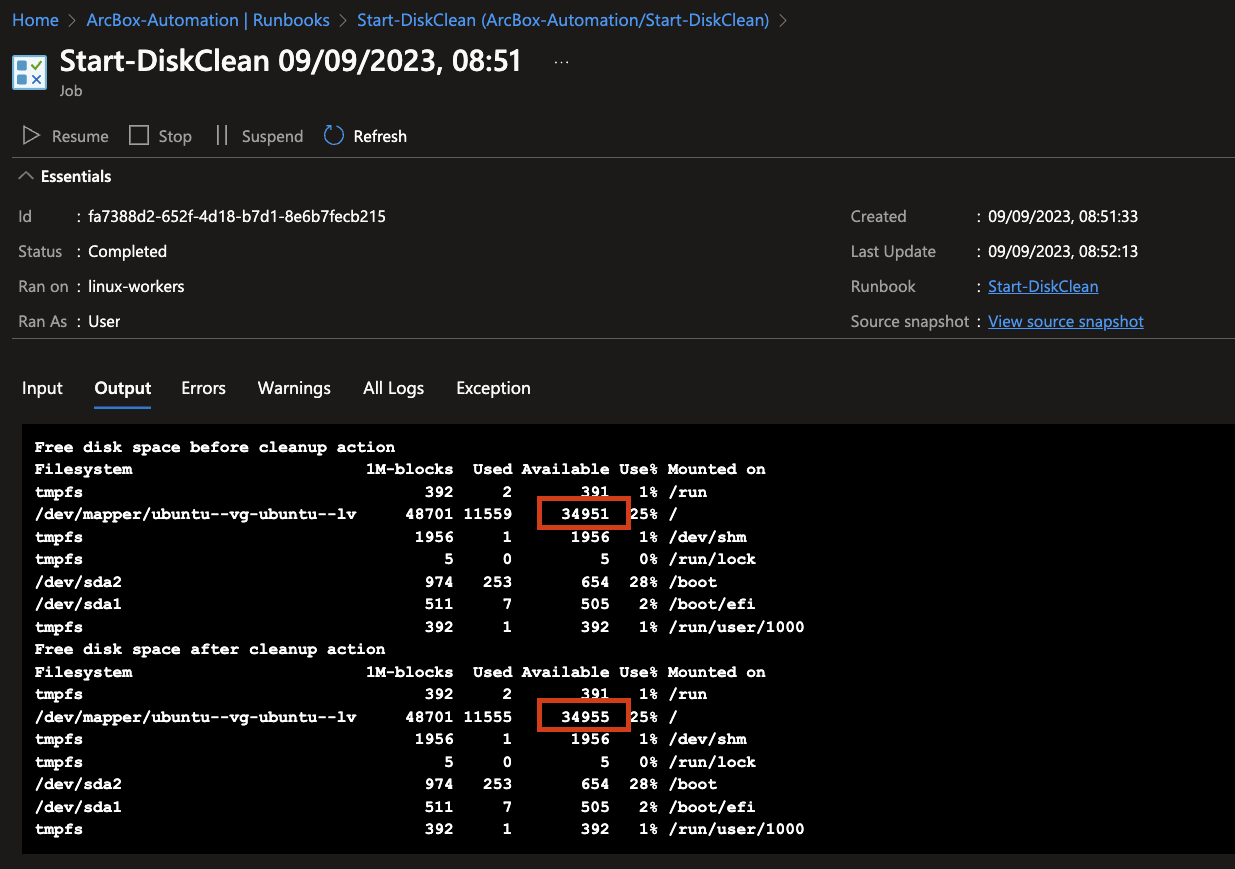 Home > ArcBox-Automation | Runbooks > Start-DiskClean (ArcBox-Automation/Start-DiskClean) >
Start-DiskClean 09/09/2023, 08:51 ...
Job
Resume Stop Suspend Refresh
Essentials
Id : fa7388d2-652f-4d18-b7d1-8e6b7fecb215 Created : 09/09/2023, 08:51:33
Status : Completed Last Update : 09/09/2023, 08:52:13
Ran on : linux-workers Runbook : Start-DiskClean
Ran As : User Source snapshot : View source snapshot
Input Output Errors Warnings All Logs Exception
Free disk space before cleanup action
Filesystem 1M-blocks Used Available Use% Mounted on
tmpfs 392 2 391 1% /run
/dev/mapper/ubuntu--vg-ubuntu--lv 48701 11559 34951 25% /
tmpfs 1956 1 1956 1% /dev/shm
tmpfs 5 0 5 0% /run/lock
/dev/sda2 974 253 654 28% /boot
/dev/sda1 511 7 505 2% /boot/efi
tmpfs 392 1 392 1% /run/user/1000
Free disk space after cleanup action
Filesystem 1M-blocks Used Available Use% Mounted on
tmpfs 392 2 391 1% /run
/dev/mapper/ubuntu--vg-ubuntu--lv 48701 11555 34955 25% /
tmpfs 1956 1 1956 1% /dev/shm
tmpfs 5 0 5 0% /run/lock
/dev/sda2 974 253 654 28% /boot
/dev/sda1 511 7 505 2% /boot/efi
tmpfs 392 1 392 1% /run/user/1000